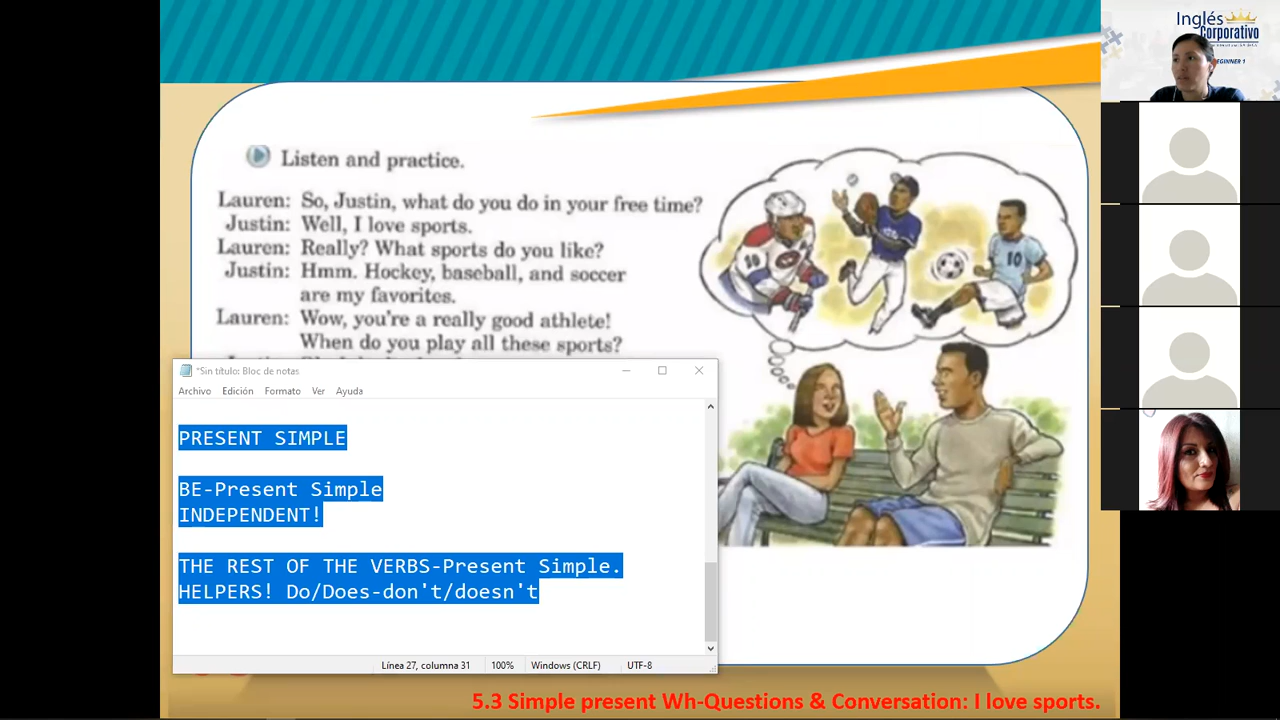 Inglés
Corporativo
EGINNER 1
Listen and practice.
Lauren: So, Justin, what do you do in your free time?
Justin: Well, I love sports.
Lauren: Really? What sports do you like?
Justin: Hmm. Hockey, baseball, and soccer
are my favorites.
Lauren: Wow, you're a really good athlete!
When do you play all these sports?
10
10
*Sin título: Bloc de notas
Archivo Edición Formato Ver Ayuda
PRESENT SIMPLE
BE-Present Simple
INDEPENDENT!
THE REST OF THE VERBS-Present Simple.
HELPERS! Do/Does-don't/doesn't
Línea 27, columna 31 100% Windows (CRLF) UTF-8
5.3 Simple present Wh-Questions & Conversation: I love sports.